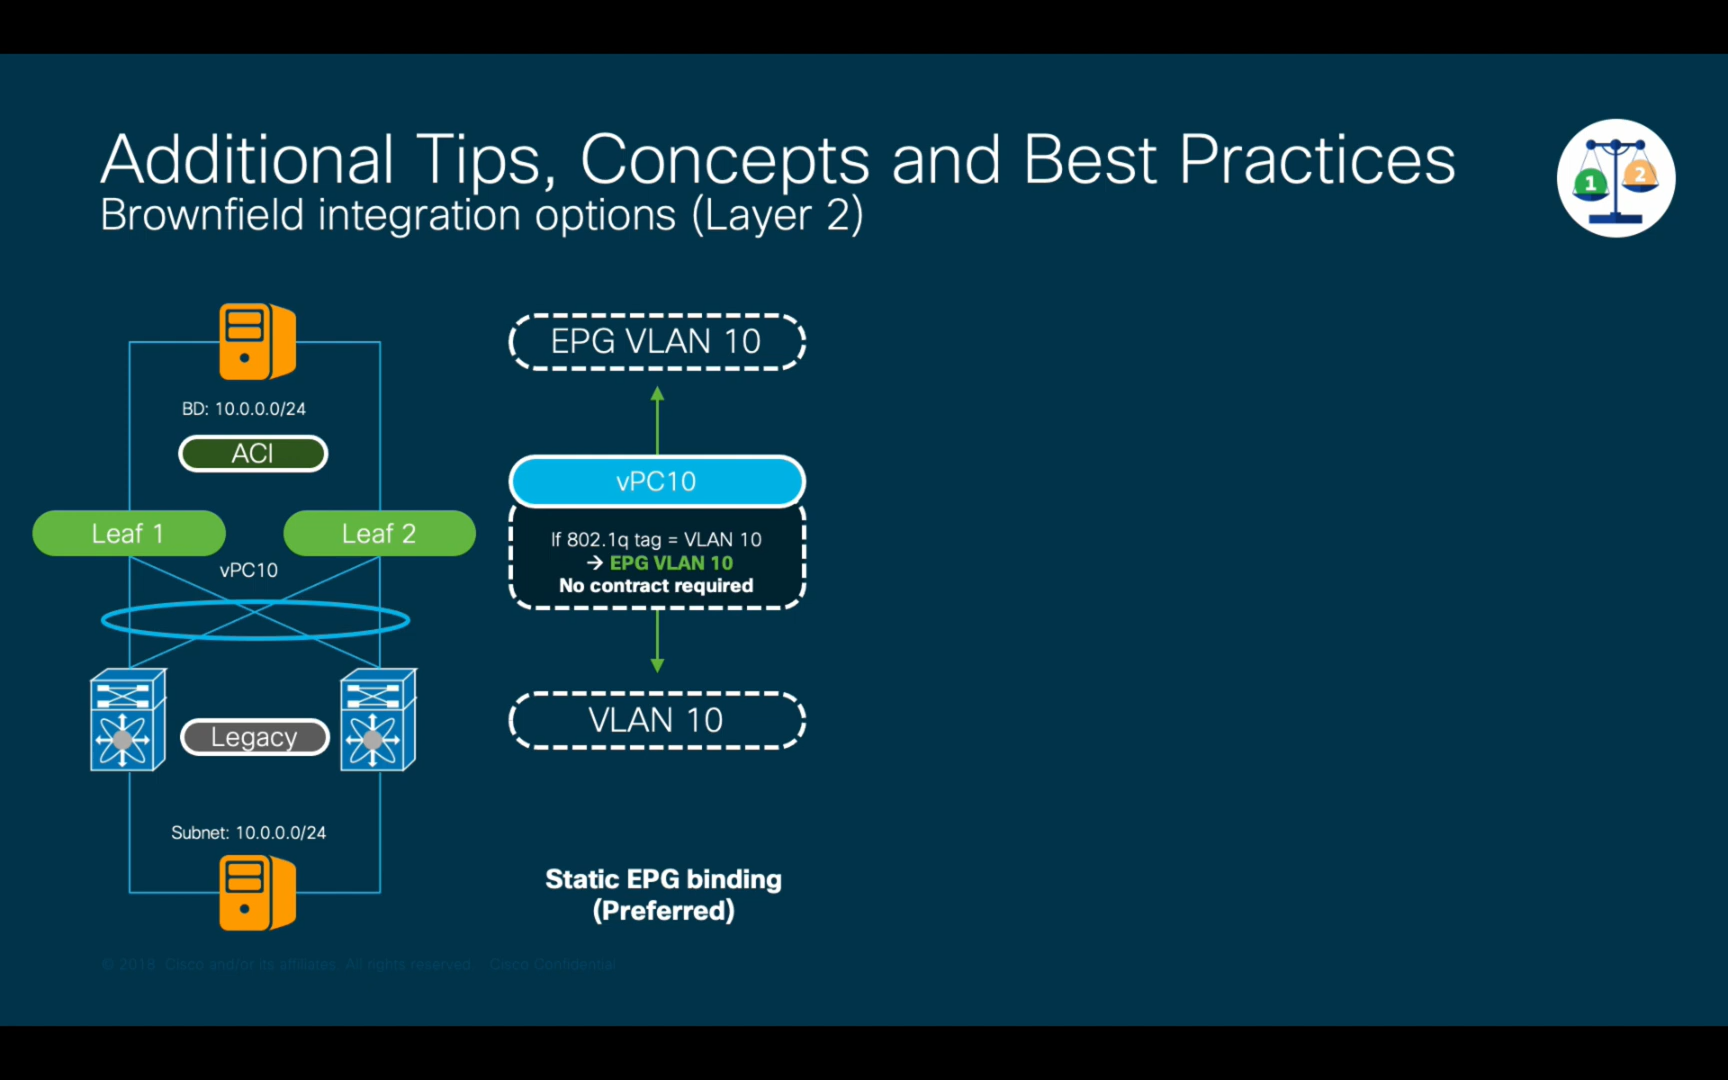 Additional Tips, Concepts and Best Practices
Brownfield integration options (Layer 2)
1
2
BD: 10.0.0.0/24
ACI
Leaf 1
Leaf 2
vPC10
Legacy
Subnet: 10.0.0.0/24
EPG VLAN 10
vPC10
If 802.1q tag = VLAN 10
→ EPG VLAN 10
No contract required
VLAN 10
Static EPG binding
(Preferred)
© 2018 Cisco and/or its affiliates. All rights reserved. Cisco Confidential